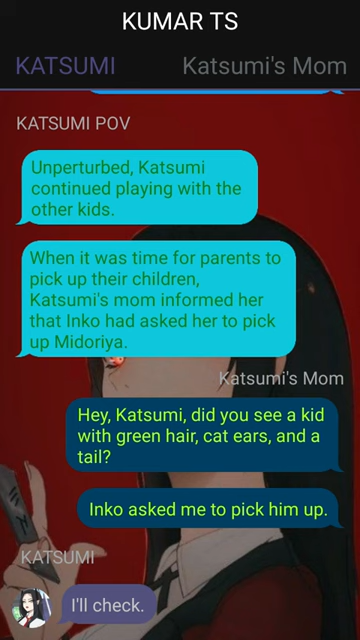 KUMAR TS
KATSUMI
Katsumi's Mom
KATSUMI POV
Unperturbed, Katsumi
continued playing with the
other kids.
When it was time for parents to
pick up their children,
Katsumi's mom informed her
that Inko had asked her to pick
up Midoriya.
Katsumi's Mom
Hey, Katsumi, did you see a kid
with green hair, cat ears, and a
tail?
Inko asked me to pick him up.
KATSUMI
I'll check.